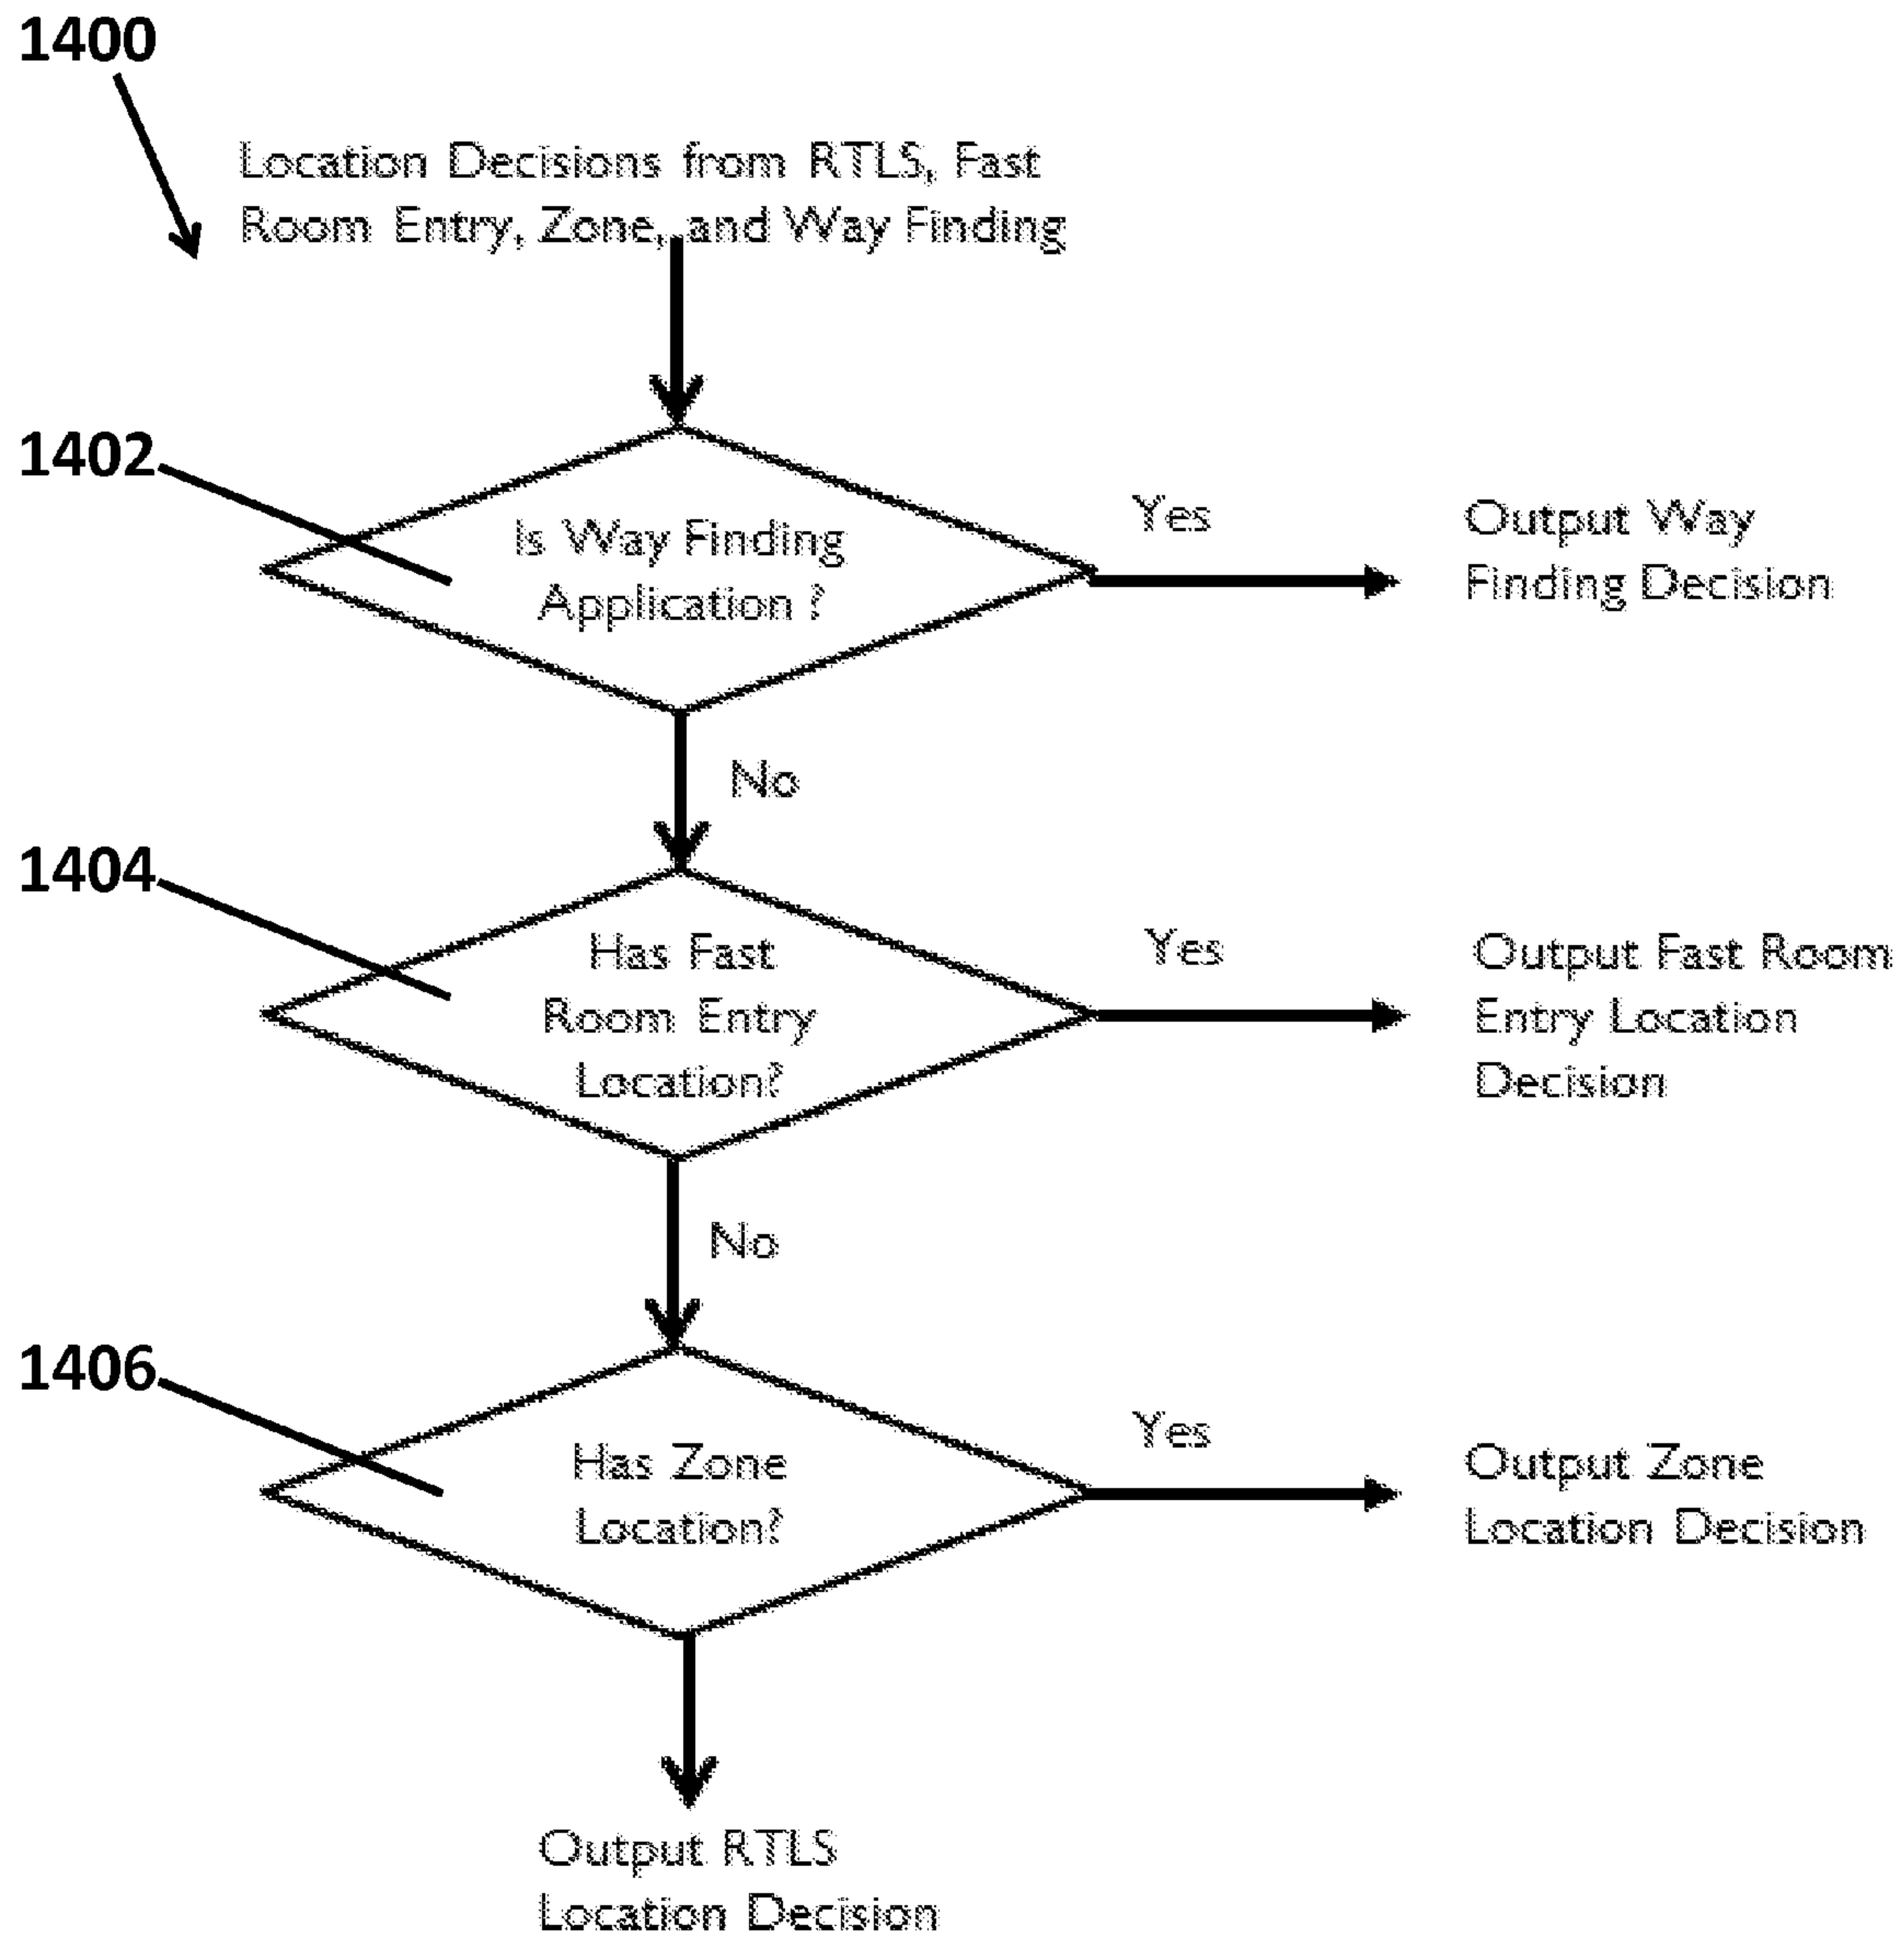 1400
Location Decisions from RTLS, Fast
Room Entry, Zone, and Way Finding
1402
Is Way Finding
Application ?
Yes
Output Way
Finding Decision
No
1404
Has Fast
Room Entry
Location?
Yes
Output Fast Room
Entry Location
Decision
No
1406
Has Zone
Location?
Yes
Output Zone
Location Decision
Output RTLS
Location Decision